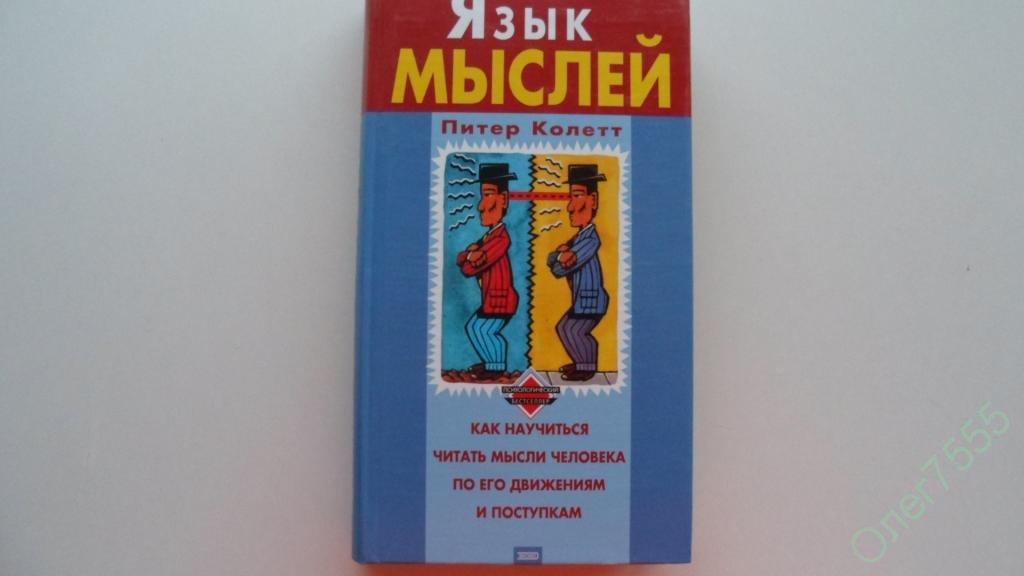 Язык
МЫСЛЕЙ
Питер Колетт
ПСИХОЛОГИЧЕСКИЙ
БЕСТСЕЛЛЕР
КАК НАУЧИТЬСЯ
ЧИТАТЬ МЫСЛИ ЧЕЛОВЕКА
ПО ЕГО ДВИЖЕНИЯМ
И ПОСТУПКАМ
Олег7555